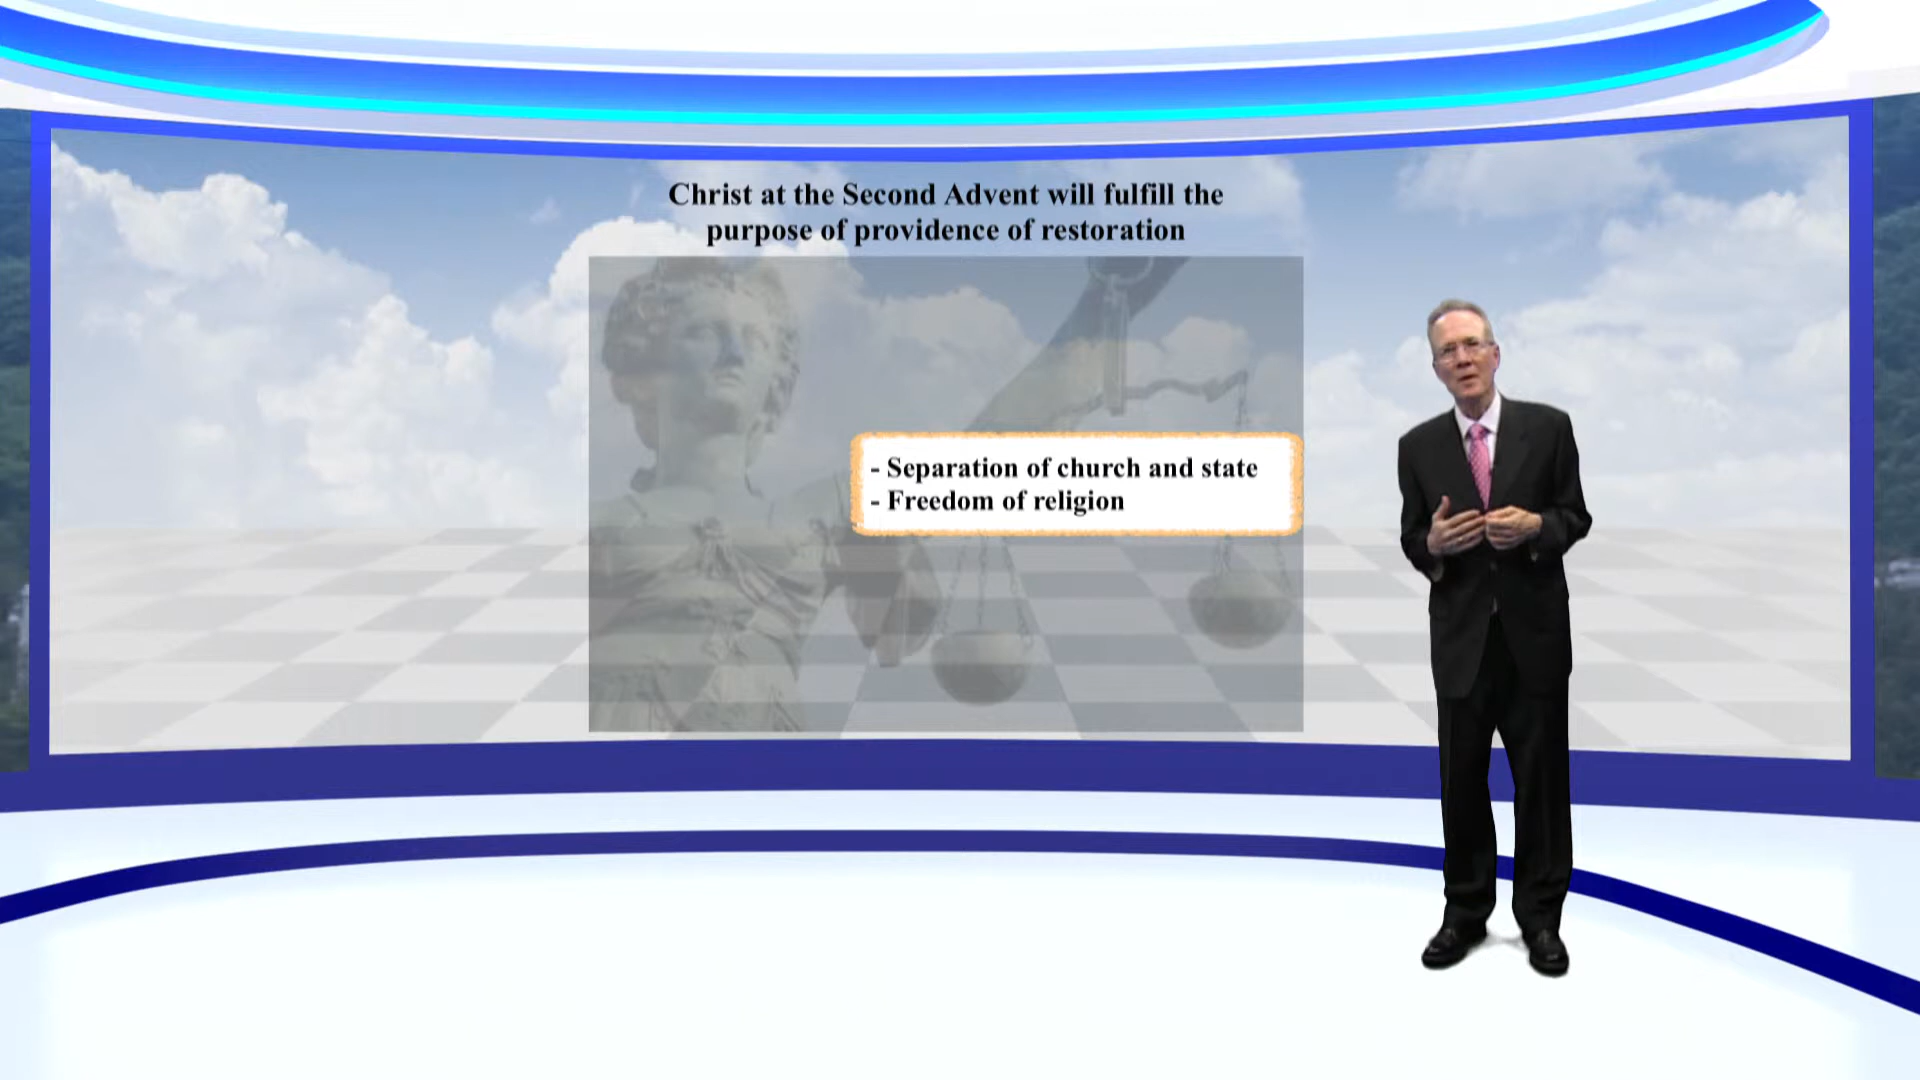 Christ at the Second Advent will fulfill the
purpose of providence of restoration
- Separation of church and state
- Freedom of religion